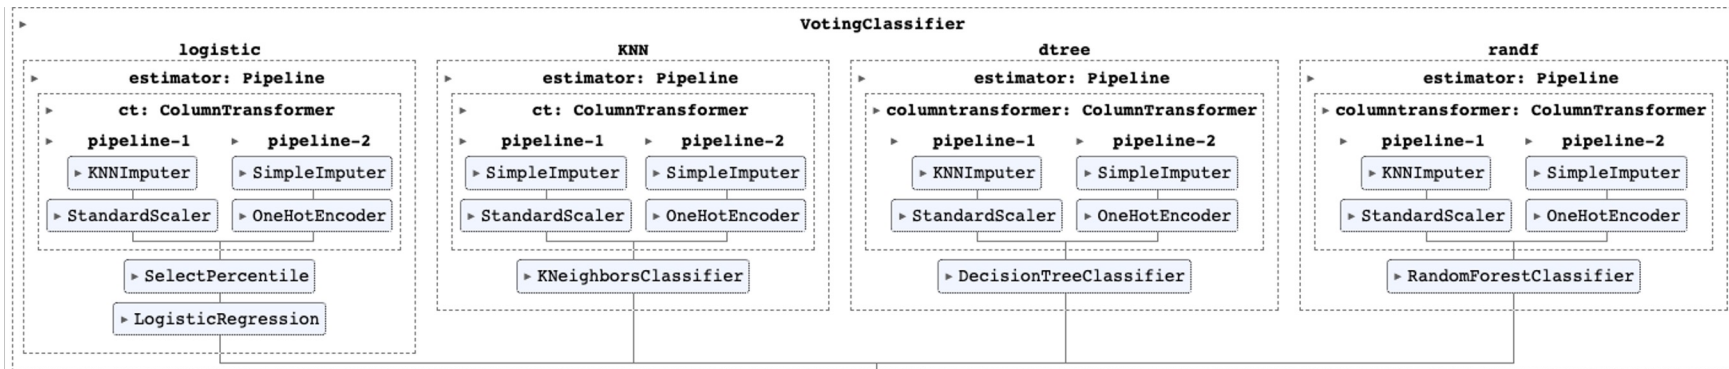 VotingClassifier
logistic
KNN
dtree
randf
estimator: Pipeline
estimator: Pipeline
estimator: Pipeline
estimator: Pipeline
ct: ColumnTransformer
ct: ColumnTransformer
columntransformer: ColumnTransformer
columntransformer: ColumnTransformer
pipeline-1
pipeline-2
pipeline-1
pipeline-2
pipeline-1
pipeline-2
pipeline-1
pipeline-2
KNNImputer
SimpleImputer
SimpleImputer
SimpleImputer
KNNImputer
SimpleImputer
KNNImputer
SimpleImputer
StandardScaler
OneHotEncoder
StandardScaler
OneHotEncoder
StandardScaler
OneHotEncoder
StandardScaler
OneHotEncoder
SelectPercentile
KNeighborsClassifier
DecisionTreeClassifier
RandomForestClassifier
LogisticRegression